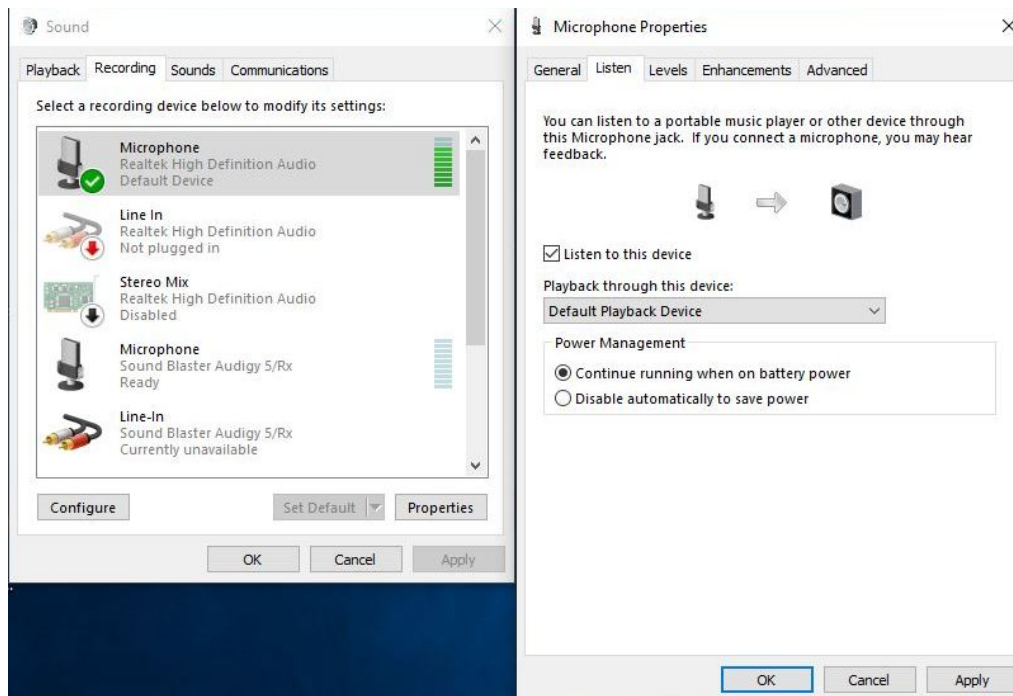 Sound
Playback Recording Sounds Communications
Select a recording device below to modify its settings:
Microphone
Realtek High Definition Audio
Default Device
Line In
Realtek High Definition Audio
Not plugged in
Stereo Mix
Realtek High Definition Audio
Disabled
Microphone
Sound Blaster Audigy 5/Rx
Ready
Line-In
Sound Blaster Audigy 5/Rx
Currently unavailable
Configure Set Default Properties
OK Cancel Apply
Microphone Properties
General Listen Levels Enhancements Advanced
You can listen to a portable music player or other device through
this Microphone jack. If you connect a microphone, you may hear
feedback.
Listen to this device
Playback through this device:
Default Playback Device
Power Management
Continue running when on battery power
Disable automatically to save power
OK Cancel Apply